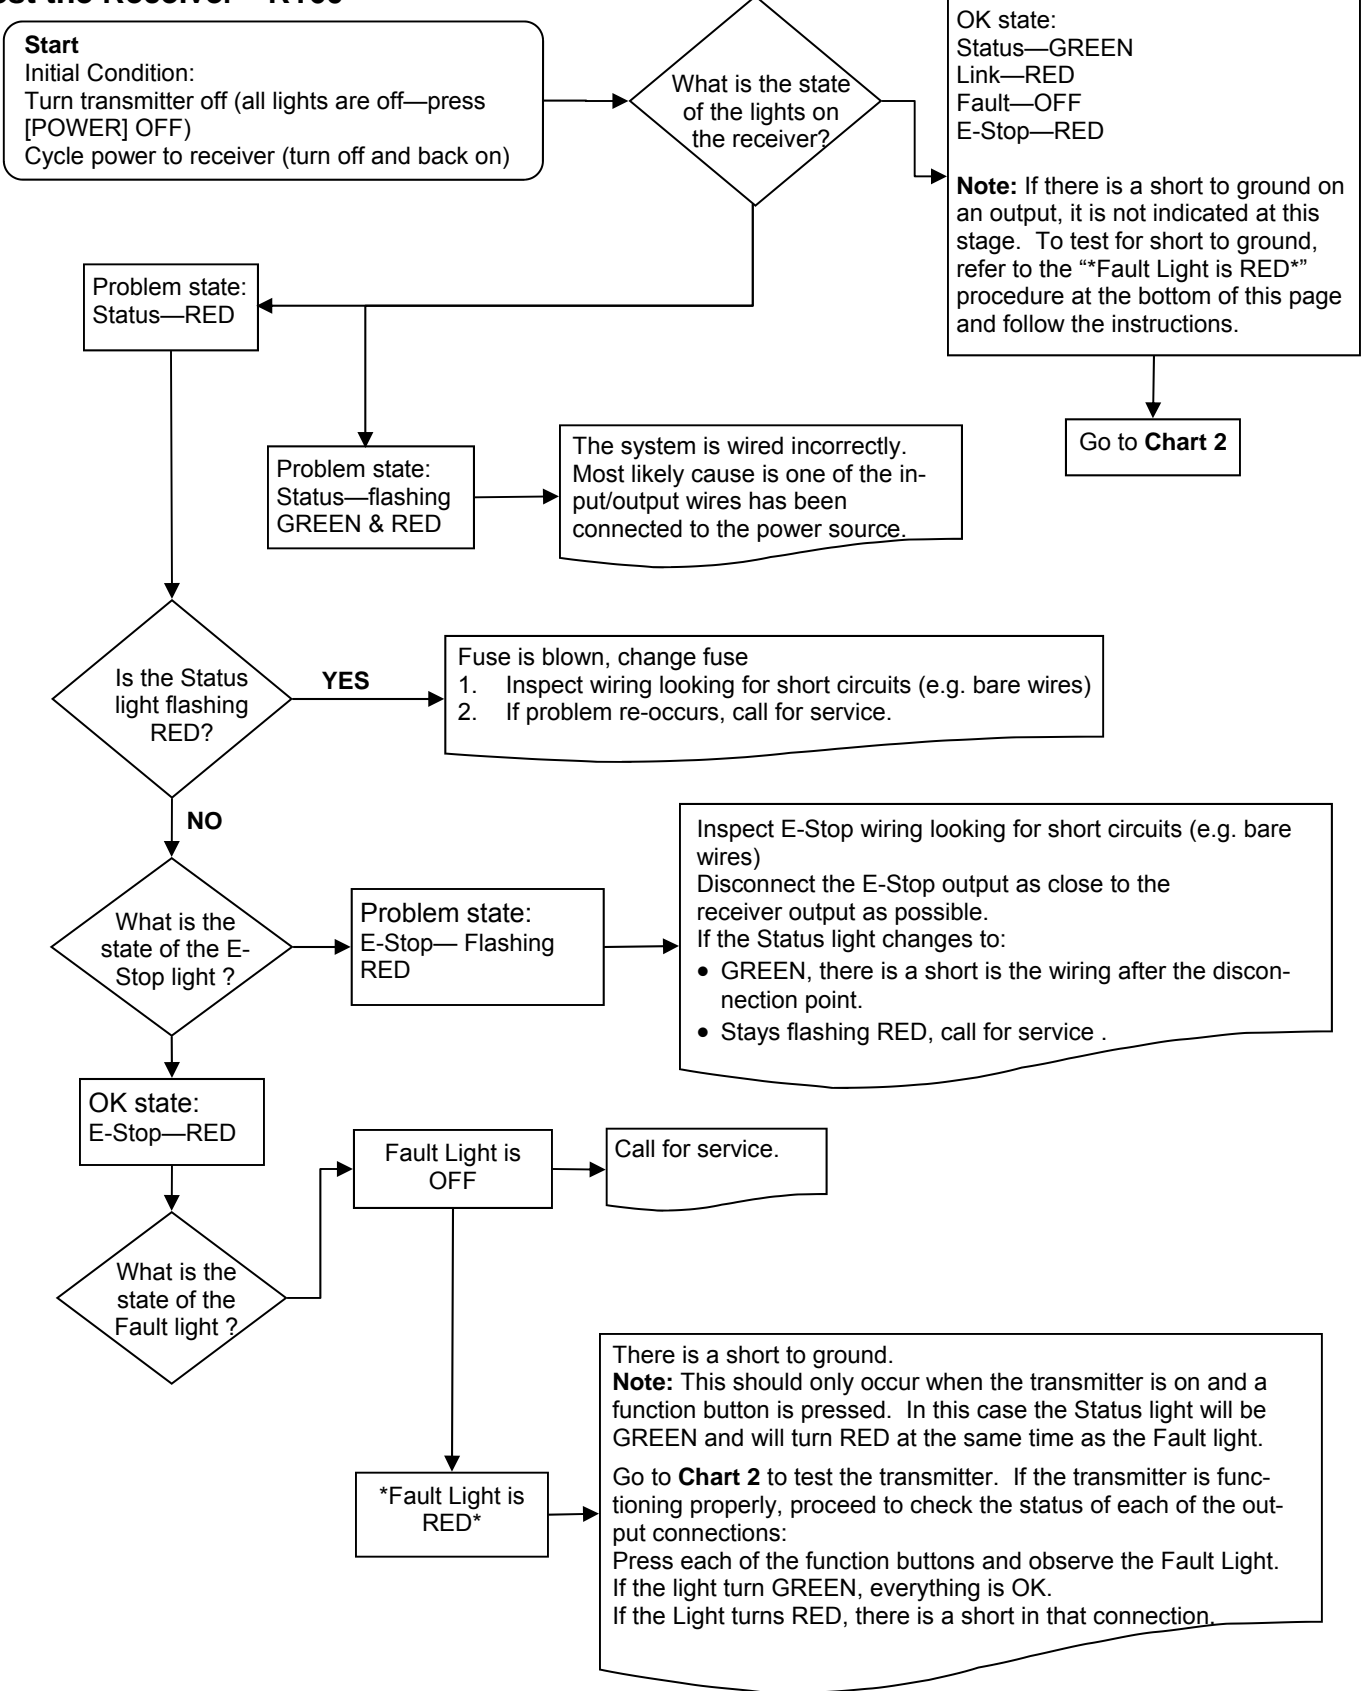 the Receiver
Start
Initial Condition:
Turn transmitter off (all lights are off—press
[POWER] OFF)
Cycle power to receiver (turn off and back on)
What is the state
of the lights on
the receiver?
OK state:
Status—GREEN
Link—RED
Fault—OFF
E-Stop—RED
Note: If there is a short to ground on
an output, it is not indicated at this
stage. To test for short to ground,
refer to the “*Fault Light is RED*”
procedure at the bottom of this page
and follow the instructions.
Go to Chart 2
Problem state:
Status—RED
Problem state:
Status—flashing
GREEN & RED
The system is wired incorrectly.
Most likely cause is one of the in-
put/output wires has been
connected to the power source.
Is the Status
light flashing
RED?
YES
Fuse is blown, change fuse
1. Inspect wiring looking for short circuits (e.g. bare wires)
2. If problem re-occurs, call for service.
NO
What is the
state of the E-
Stop light ?
Problem state:
E-Stop— Flashing
RED
Inspect E-Stop wiring looking for short circuits (e.g. bare
wires)
Disconnect the E-Stop output as close to the
receiver output as possible.
If the Status light changes to:
• GREEN, there is a short is the wiring after the discon-
nection point.
• Stays flashing RED, call for service .
OK state:
E-Stop—RED
Fault Light is
OFF
Call for service.
What is the
state of the
Fault light ?
*Fault Light is
RED*
There is a short to ground.
Note: This should only occur when the transmitter is on and a
function button is pressed. In this case the Status light will be
GREEN and will turn RED at the same time as the Fault light.
Go to Chart 2 to test the transmitter. If the transmitter is func-
tioning properly, proceed to check the status of each of the out-
put connections:
Press each of the function buttons and observe the Fault Light.
If the light turn GREEN, everything is OK.
If the Light turns RED, there is a short in that connection.